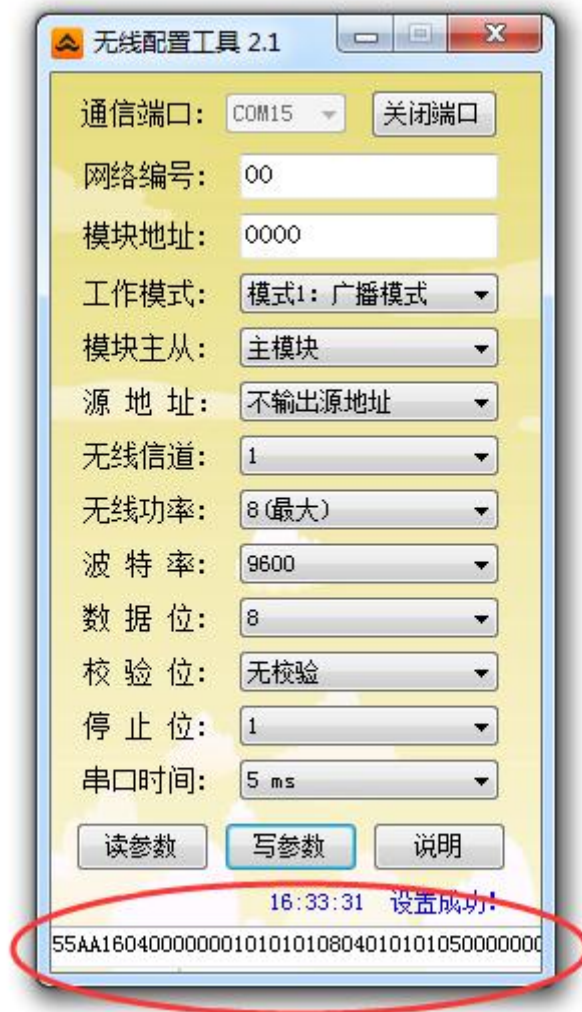 无线配置工具 2.1
通信端口: COM15 关闭端口
网络编号: 00
模块地址: 0000
工作模式: 模式1: 广播模式
模块主从: 主模块
源 地 址: 不输出源地址
无线信道: 1
无线功率: 8(最大)
波 特 率: 9600
数 据 位: 8
校 验 位: 无校验
停 止 位: 1
串口时间: 5 ms
读参数 写参数 说明
16:33:31 设置成功!
55AA16040000000101010108040101010500000000